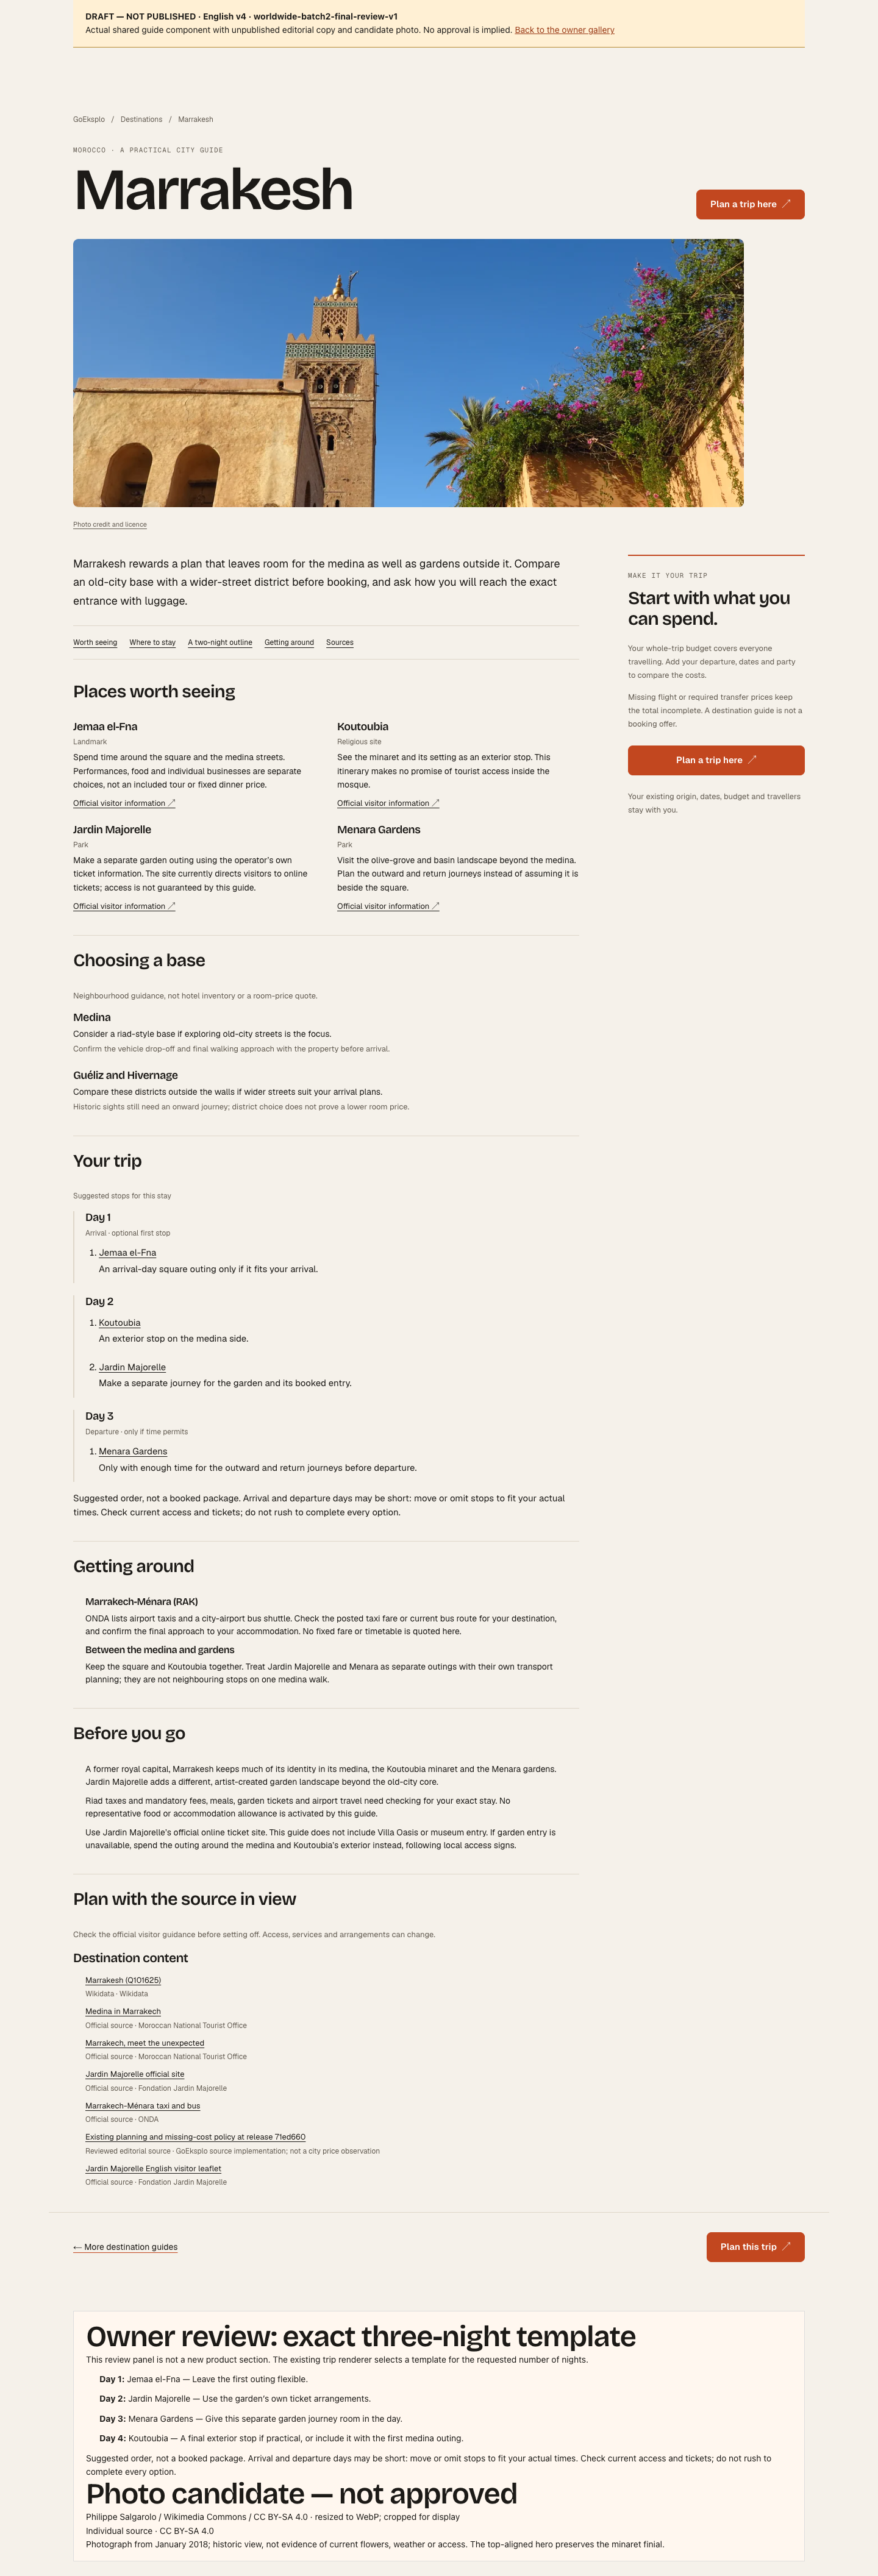 DRAFT — NOT PUBLISHED · English v4 · worldwide-batch2-final-review-v1
Actual shared guide component with unpublished editorial copy and candidate photo. No approval is implied. Back to the owner gallery
GoEksplo / Destinations / Marrakesh
MOROCCO · A PRACTICAL CITY GUIDE
Marrakesh
Plan a trip here ↗
Photo credit and licence
Marrakesh rewards a plan that leaves room for the medina as well as gardens outside it. Compare
an old-city base with a wider-street district before booking, and ask how you will reach the exact
entrance with luggage.
Worth seeing Where to stay A two-night outline Getting around Sources
Places worth seeing
Jemaa el-Fna
Landmark
Spend time around the square and the medina streets.
Performances, food and individual businesses are separate
choices, not an included tour or fixed dinner price.
Official visitor information ↗
Koutoubia
Religious site
See the minaret and its setting as an exterior stop. This
itinerary makes no promise of tourist access inside the
mosque.
Official visitor information ↗
Jardin Majorelle
Park
Make a separate garden outing using the operator's own
ticket information. The site currently directs visitors to online
tickets; access is not guaranteed by this guide.
Official visitor information ↗
Menara Gardens
Park
Visit the olive-grove and basin landscape beyond the medina.
Plan the outward and return journeys instead of assuming it is
beside the square.
Official visitor information ↗
Choosing a base
Neighbourhood guidance, not hotel inventory or a room-price quote.
Medina
Consider a riad-style base if exploring old-city streets is the focus.
Confirm the vehicle drop-off and final walking approach with the property before arrival.
Guéliz and Hivernage
Compare these districts outside the walls if wider streets suit your arrival plans.
Historic sights still need an onward journey; district choice does not prove a lower room price.
Your trip
Suggested stops for this stay
Day 1
Arrival · optional first stop
1. Jemaa el-Fna
An arrival-day square outing only if it fits your arrival.
Day 2
1. Koutoubia
An exterior stop on the medina side.
2. Jardin Majorelle
Make a separate journey for the garden and its booked entry.
Day 3
Departure · only if time permits
1. Menara Gardens
Only with enough time for the outward and return journeys before departure.
Suggested order, not a booked package. Arrival and departure days may be short: move or omit stops to fit your actual
times. Check current access and tickets; do not rush to complete every option.
Getting around
Marrakech-Ménara (RAK)
ONDA lists airport taxis and a city-airport bus shuttle. Check the posted taxi fare or current bus route for your destination,
and confirm the final approach to your accommodation. No fixed fare or timetable is quoted here.
Between the medina and gardens
Keep the square and Koutoubia together. Treat Jardin Majorelle and Menara as separate outings with their own transport
planning; they are not neighbouring stops on one medina walk.
Before you go
A former royal capital, Marrakesh keeps much of its identity in its medina, the Koutoubia minaret and the Menara gardens.
Jardin Majorelle adds a different, artist-created garden landscape beyond the old-city core.
Riad taxes and mandatory fees, meals, garden tickets and airport travel need checking for your exact stay. No
representative food or accommodation allowance is activated by this guide.
Use Jardin Majorelle's official online ticket site. This guide does not include Villa Oasis or museum entry. If garden entry is
unavailable, spend the outing around the medina and Koutoubia's exterior instead, following local access signs.
Plan with the source in view
Check the official visitor guidance before setting off. Access, services and arrangements can change.
Destination content
Marrakesh (Q101625)
Wikidata · Wikidata
Medina in Marrakech
Official source · Moroccan National Tourist Office
Marrakech, meet the unexpected
Official source · Moroccan National Tourist Office
Jardin Majorelle official site
Official source · Fondation Jardin Majorelle
Marrakech-Ménara taxi and bus
Official source · ONDA
Existing planning and missing-cost policy at release 71ed660
Reviewed editorial source · GoEksplo source implementation; not a city price observation
Jardin Majorelle English visitor leaflet
Official source · Fondation Jardin Majorelle
MAKE IT YOUR TRIP
Start with what you
can spend.
Your whole-trip budget covers everyone
travelling. Add your departure, dates and party
to compare the costs.
Missing flight or required transfer prices keep
the total incomplete. A destination guide is not a
booking offer.
Plan a trip here ↗
Your existing origin, dates, budget and travellers
stay with you.
← More destination guides
Plan this trip ↗
Owner review: exact three-night template
This review panel is not a new product section. The existing trip renderer selects a template for the requested number of nights.
Day 1: Jemaa el-Fna — Leave the first outing flexible.
Day 2: Jardin Majorelle — Use the garden's own ticket arrangements.
Day 3: Menara Gardens — Give this separate garden journey room in the day.
Day 4: Koutoubia — A final exterior stop if practical, or include it with the first medina outing.
Suggested order, not a booked package. Arrival and departure days may be short: move or omit stops to fit your actual times. Check current access and tickets; do not rush to
complete every option.
Photo candidate — not approved
Philippe Salgarolo / Wikimedia Commons / CC BY-SA 4.0 · resized to WebP; cropped for display
Individual source · CC BY-SA 4.0
Photograph from January 2018; historic view, not evidence of current flowers, weather or access. The top-aligned hero preserves the minaret finial.